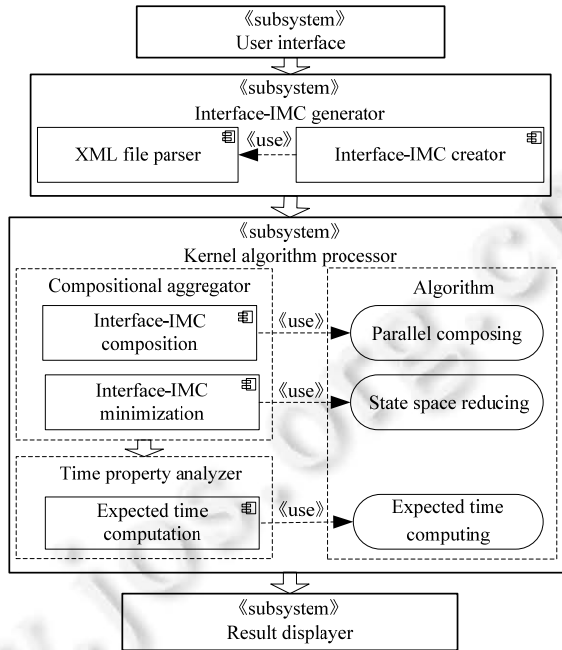 《subsystem》
User interface
《subsystem》
Interface-IMC generator
XML file parser
《use》
Interface-IMC creator
《subsystem》
Kernel algorithm processor
Compositional aggregator
Algorithm
Interface-IMC
composition
《use》
Parallel composing
Interface-IMC
minimization
《use》
State space reducing
Time property analyzer
Expected time
computation
《use》
Expected time
computing
《subsystem》
Result displayer